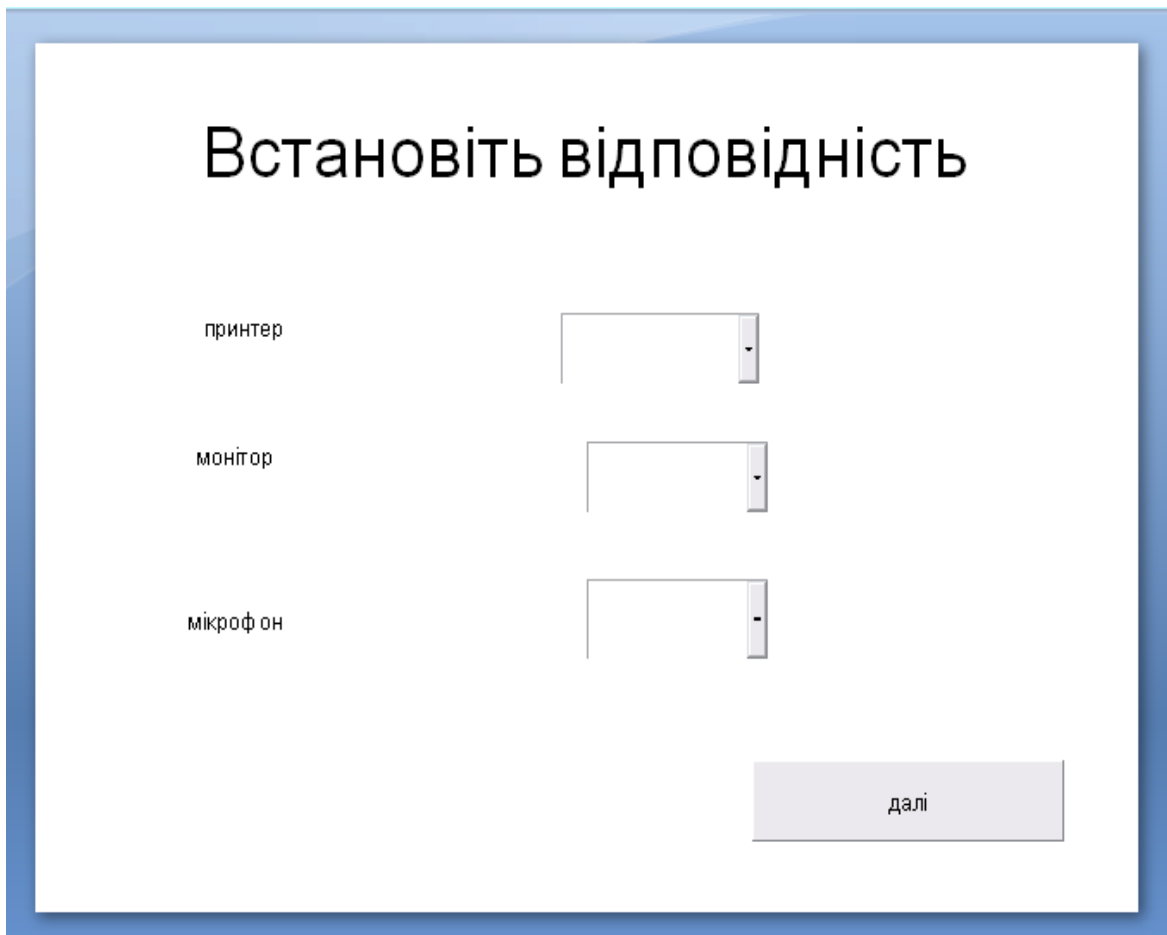 Встановіть відповідність
принтер
монітор
мікрофон
далі